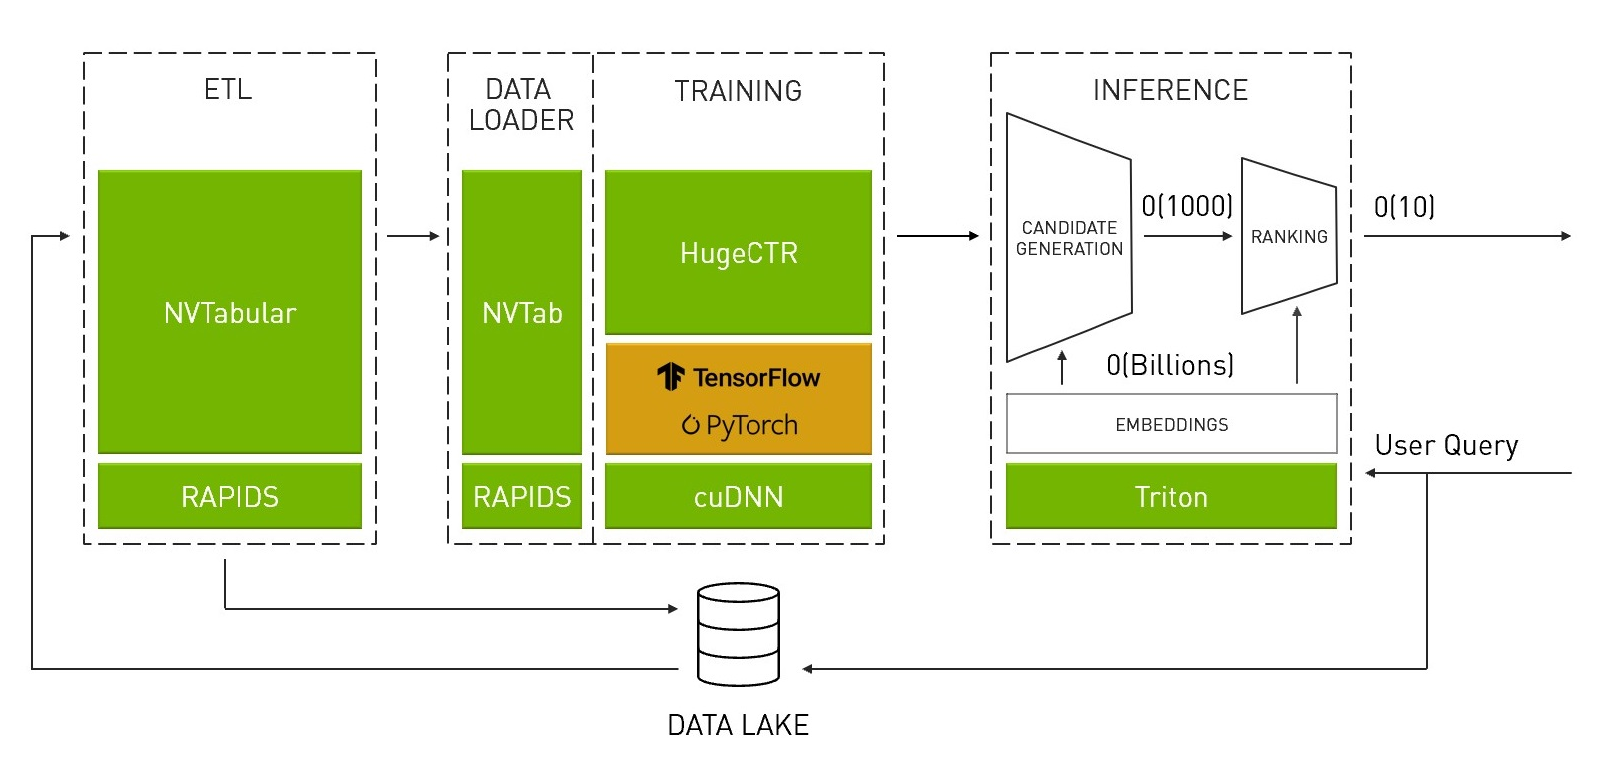 ETL
NVTabular
RAPIDS
DATA
LOADER
NVTab
RAPIDS
TRAINING
HugeCTR
TensorFlow
PyTorch
cuDNN
INFERENCE
CANDIDATE
GENERATION
O(1000)
RANKING
O(10)
O(Billions)
EMBEDDINGS
Triton
User Query
DATA LAKE